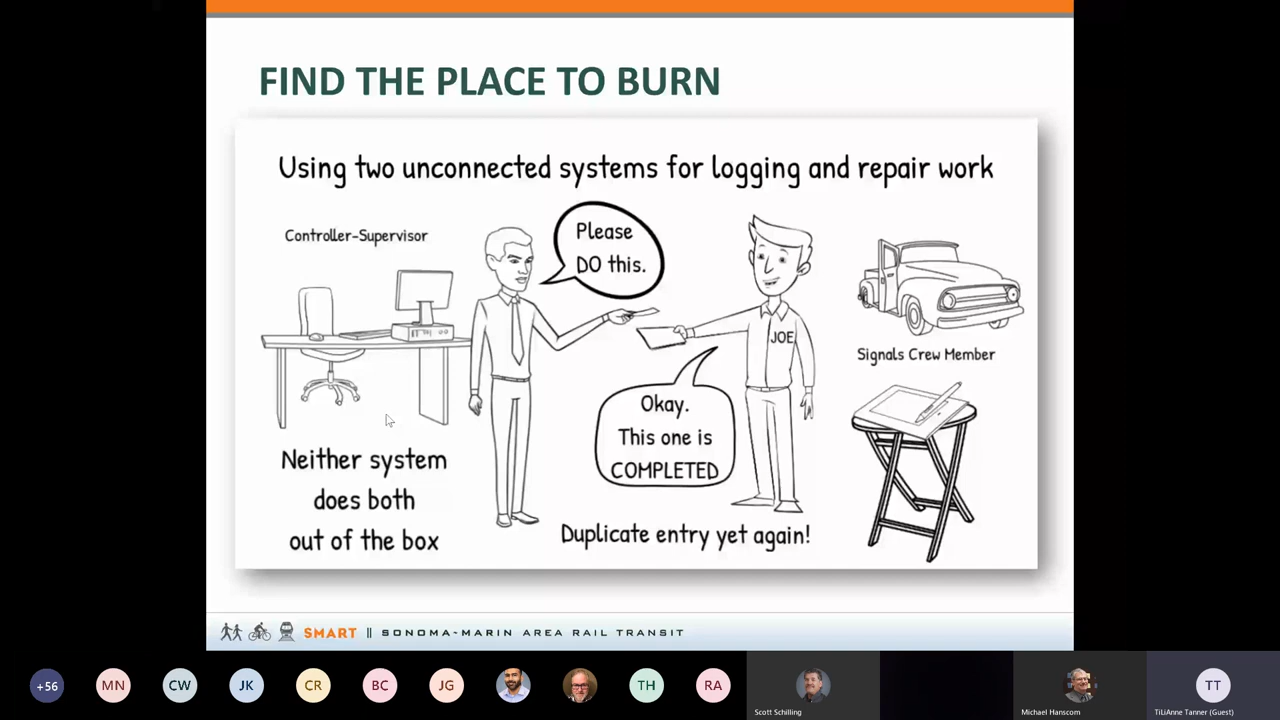 FIND THE PLACE TO BURN
Using two unconnected systems for logging and repair work
Controller-Supervisor
Please
DO this.
JOE
Signals Crew Member
Okay.
This one is
COMPLETED
Neither system
does both
out of the box
Duplicate entry yet again!
SMART || SONOMA-MARIN AREA RAIL TRANSIT
+56
MN
CW
JK
CR
BC
JG
TH
RA
Scott Schilling
Michael Hanscom
TT
TiLiAnne Tanner (Guest)